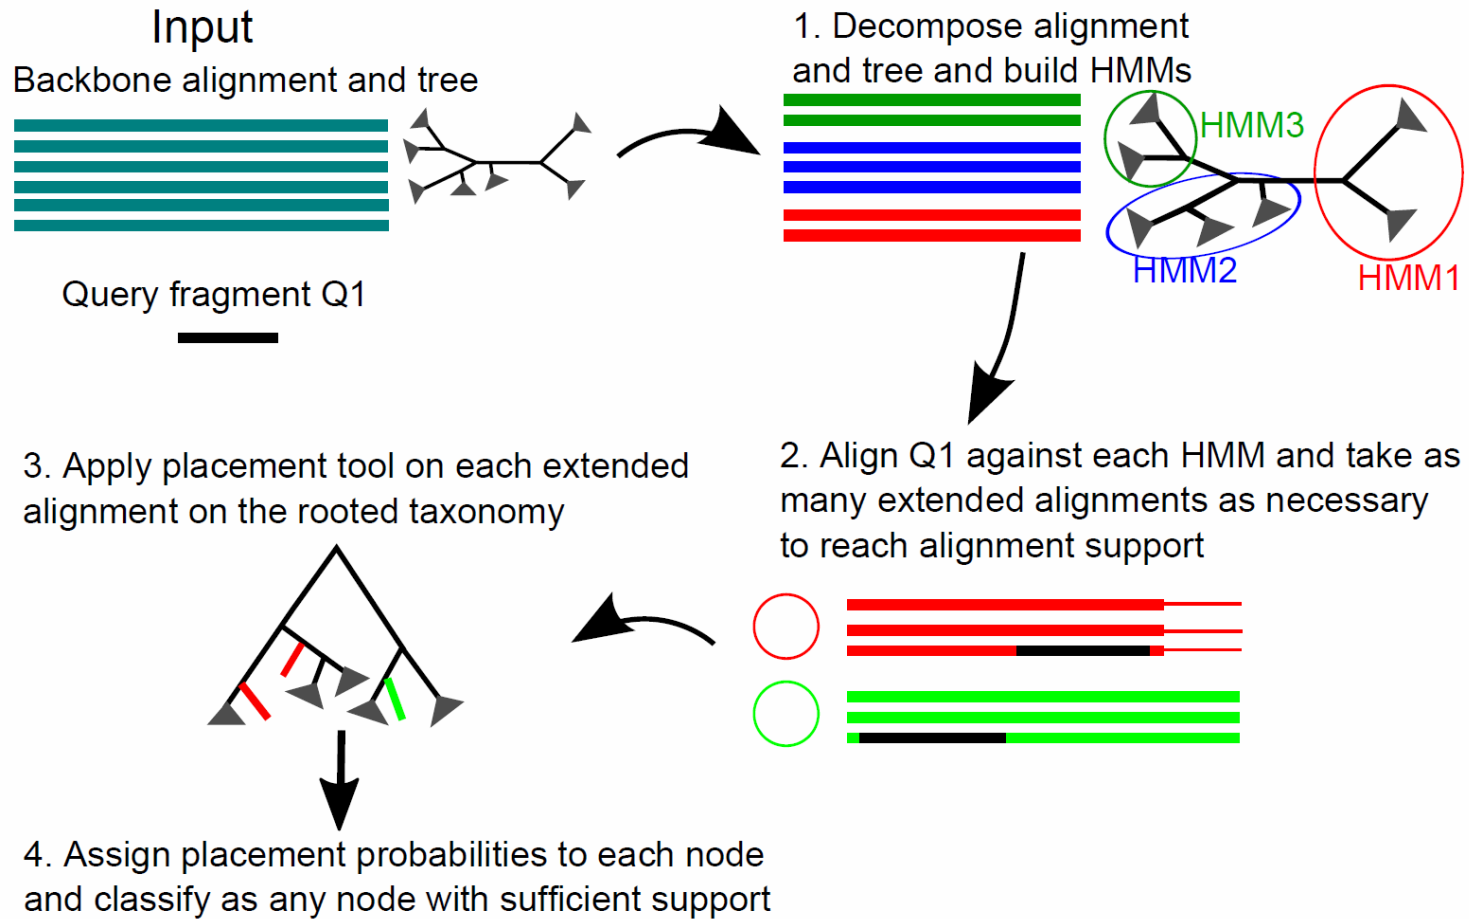 Input
Backbone alignment and tree
Query fragment Q1
1. Decompose alignment
and tree and build HMMs
HMM3
HMM2
HMM1
2. Align Q1 against each HMM and take as
many extended alignments as necessary
to reach alignment support
3. Apply placement tool on each extended
alignment on the rooted taxonomy
4. Assign placement probabilities to each node
and classify as any node with sufficient support